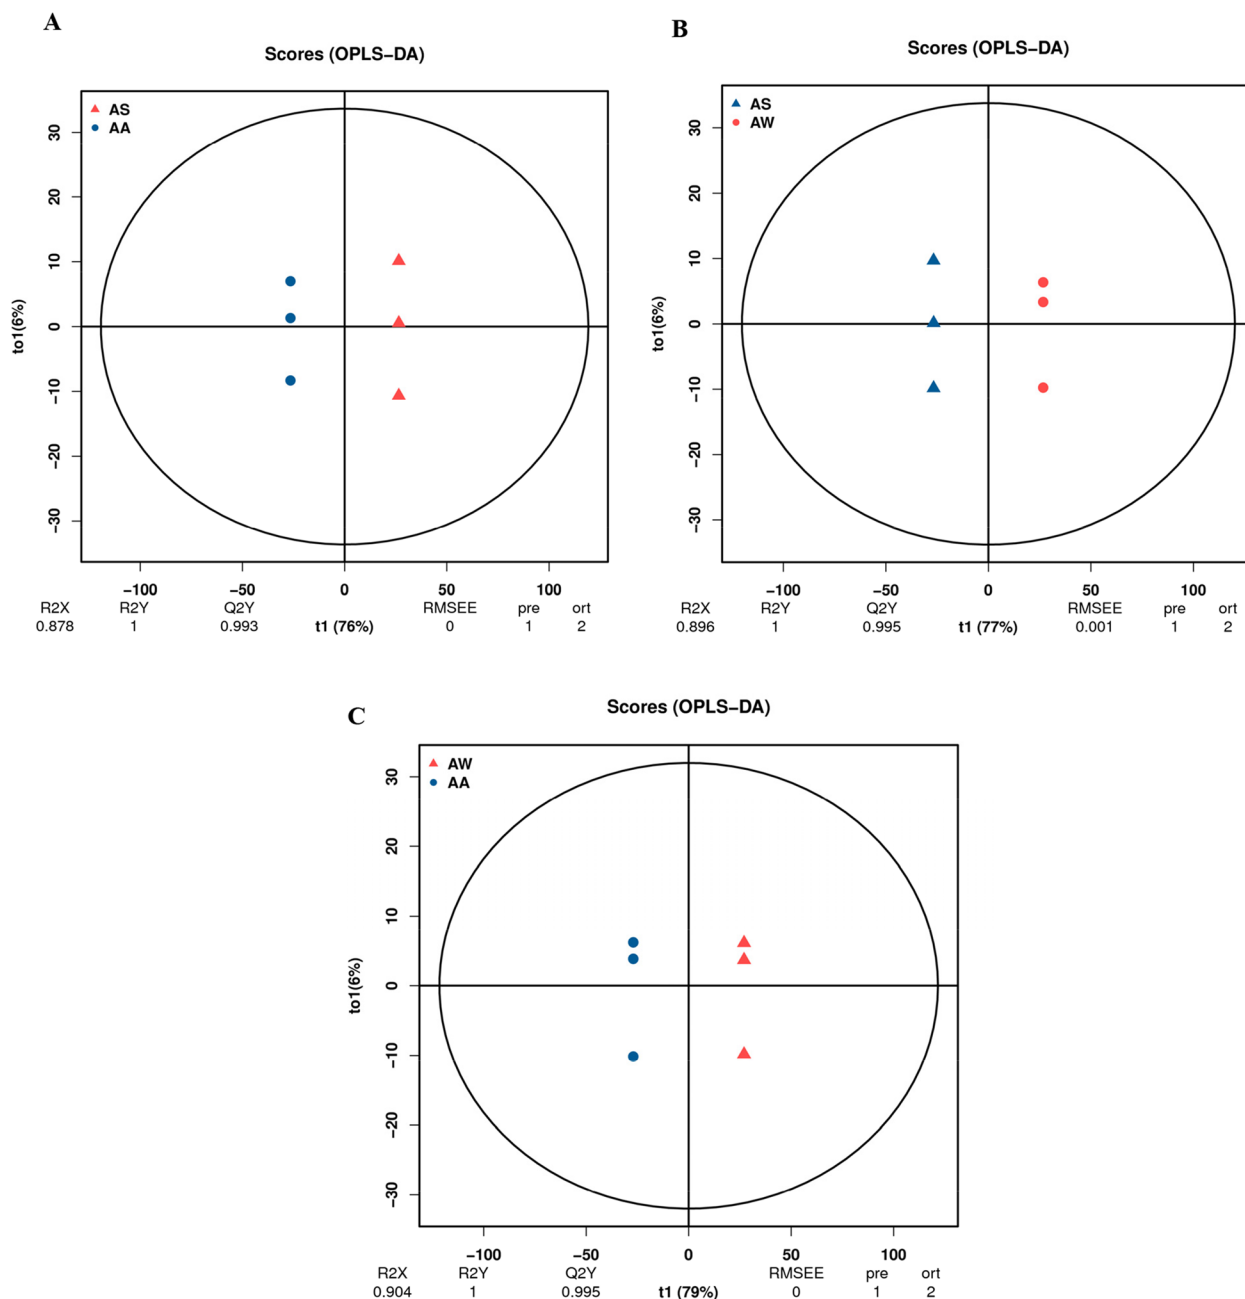 A
Scores (OPLS−DA)
AS
AA
30
20
10
0
−10
−20
−30
to1(6%)
−100 −50 0 50 100
R2X R2Y Q2Y RMSEE pre ort
0.878 1 0.993 t1 (76%) 0 1 2
B
Scores (OPLS−DA)
AS
AW
30
20
10
0
−10
−20
−30
to1(6%)
−100 −50 0 50 100
R2X R2Y Q2Y RMSEE pre ort
0.896 1 0.995 t1 (77%) 0.001 1 2
C
Scores (OPLS−DA)
AW
AA
30
20
10
0
−10
−20
−30
to1(6%)
−100 −50 0 50 100
R2X R2Y Q2Y RMSEE pre ort
0.904 1 0.995 t1 (79%) 0 1 2